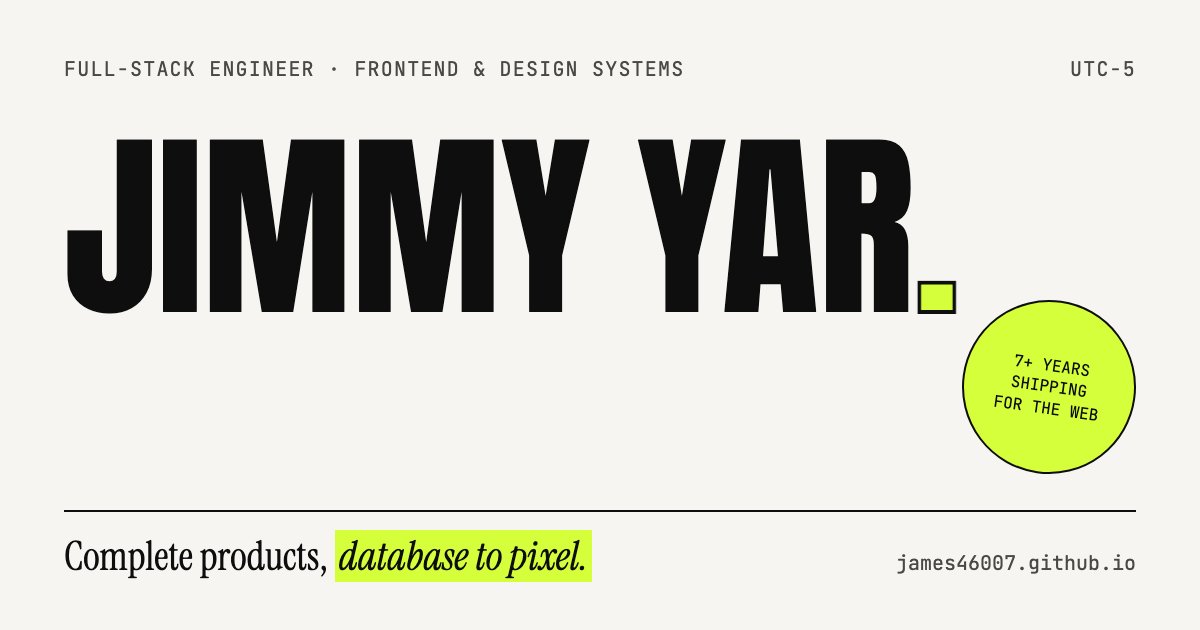 FULL-STACK ENGINEER · FRONTEND & DESIGN SYSTEMS
UTC-5
JIMMY YAR.
7+ YEARS
SHIPPING
FOR THE WEB
Complete products, database to pixel.
james46007.github.io